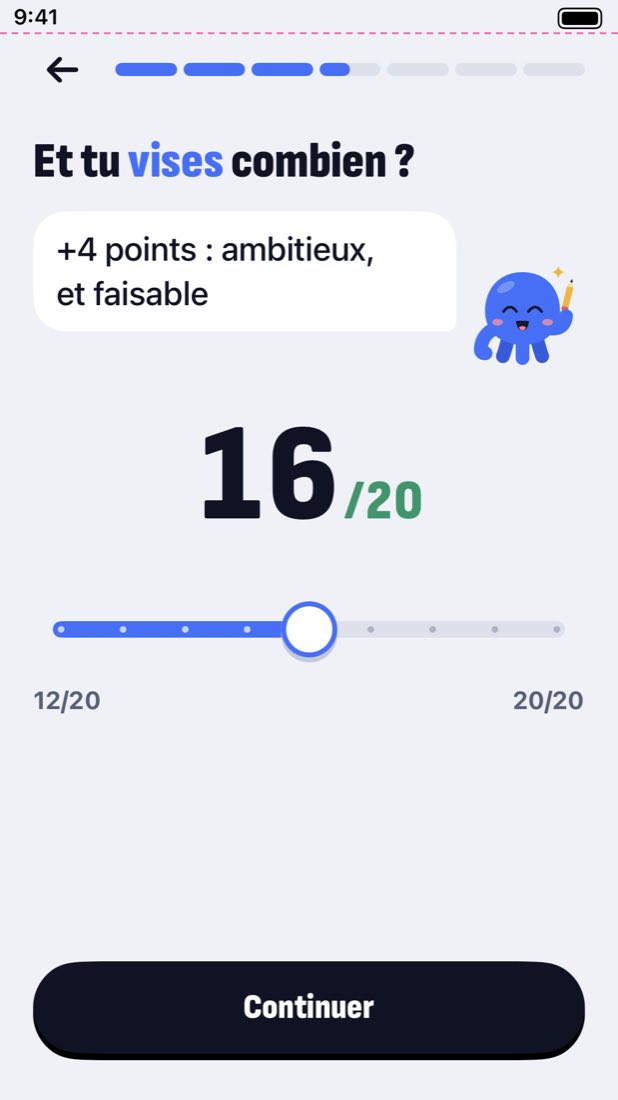 9:41
Et tu vises combien ?
+4 points : ambitieux,
et faisable
16/20
12/20
20/20
Continuer